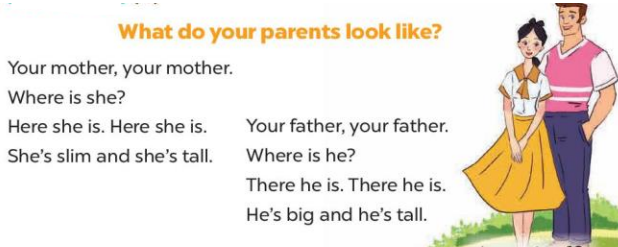 What do your parents look like?
Your mother, your mother.
Where is she?
Here she is. Here she is.
She's slim and she's tall.
Your father, your father.
Where is he?
There he is. There he is.
He's big and he's tall.